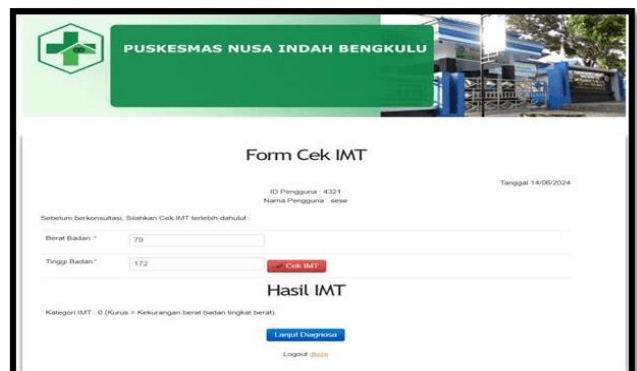 PUSKESMAS NUSA INDAH BENGKULU
Form Cek IMT
Tanggal 14/06/2024
ID Pengguna : 4321
Nama Pengguna : sese
Sebelum berkonsultasi, Silahkan Cek IMT terlebih dahulu! :
Berat Badan * 79
Tinggi Badan * 172 Cek IMT
Hasil IMT
Kategori IMT : 0 (Kurus = Kekurangan berat badan tingkat berat)
Lanjut Diagnosa
Logout disini